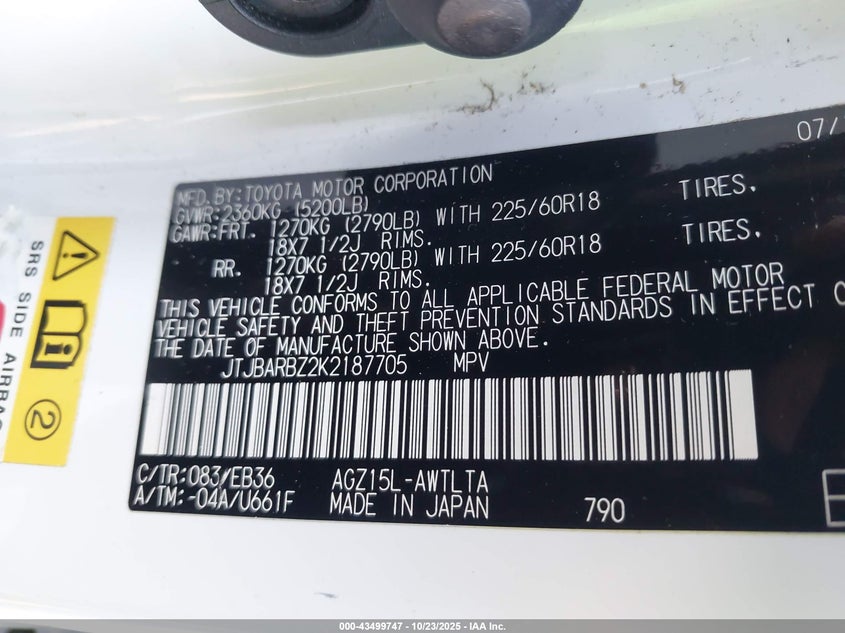 07/
MFD. BY: TOYOTA MOTOR CORPORATION
GVWR: 2360KG (5200LB)
GAWR: FRT. 1270KG (2790LB) WITH 225/60R18 TIRES.
18X7 1/2J RIMS.
RR. 1270KG (2790LB) WITH 225/60R18 TIRES.
18X7 1/2J RIMS.
THIS VEHICLE CONFORMS TO ALL APPLICABLE FEDERAL MOTOR
VEHICLE SAFETY AND THEFT PREVENTION STANDARDS IN EFFECT
THE DATE OF MANUFACTURE SHOWN ABOVE.
JTJBARBZ2K2187705 MPV
C/TR: 083/EB36 AGZ15L-AWTLTA
A/TM: -04A/U661F MADE IN JAPAN 790
SRS SIDE AIRBAG
2
000-43499747 | 10/23/2025 | IAA Inc.